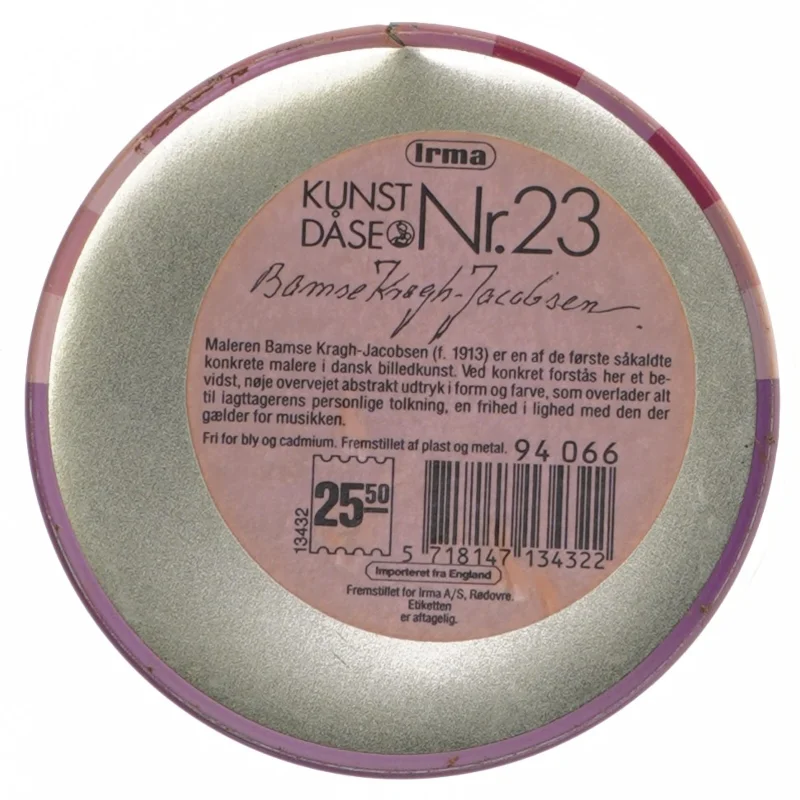 Irma
KUNST
DÅSE Nr. 23
Bamse Kragh-Jacobsen
Maleren Bamse Kragh-Jacobsen (f. 1913) er en af de første såkaldte
konkrete malere i dansk billedkunst. Ved konkret forstås her et be-
vidst, nøje overvejet abstrakt udtryk i form og farve, som overlader alt
til iagttagerens personlige tolkning, en frihed i lighed med den der
gælder for musikken.
Fri for bly og cadmium. Fremstillet af plast og metal. 94 066
13432
25.50
5 718147 134322
Importeret fra England
Fremstillet for Irma A/S, Rødovre.
Etiketten
er aftagelig.